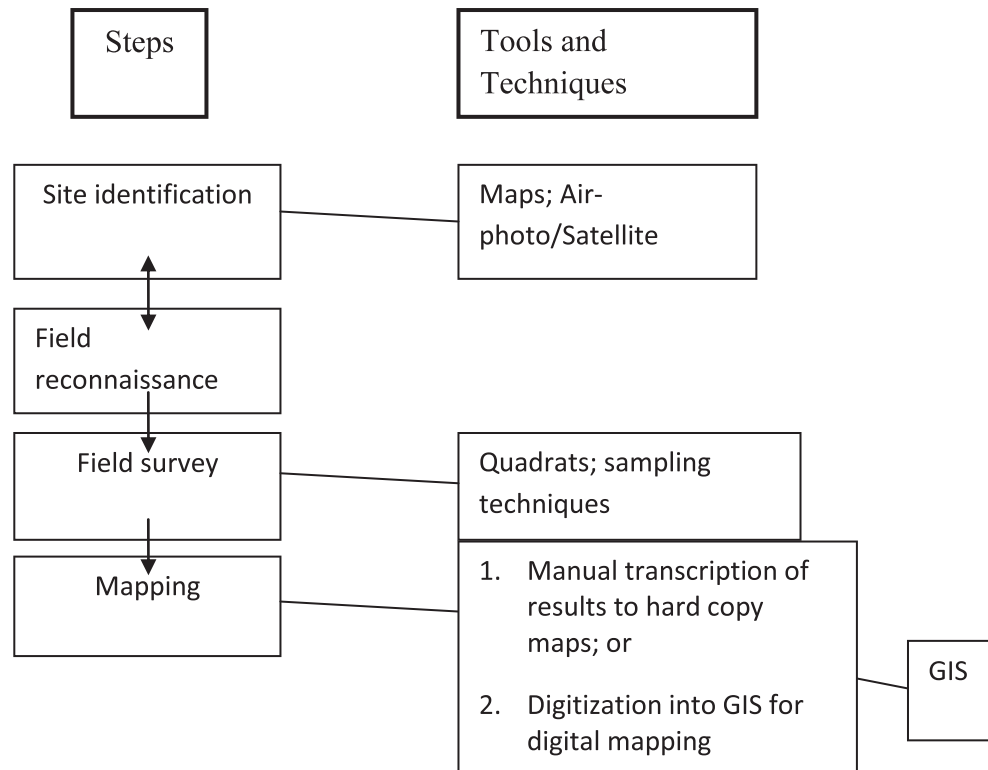 Steps
Tools and
Techniques
Site identification
Maps; Air-
photo/Satellite
Field
reconnaissance
Field survey
Quadrats; sampling
techniques
Mapping
1. Manual transcription of
results to hard copy
maps; or
2. Digitization into GIS for
digital mapping
GIS